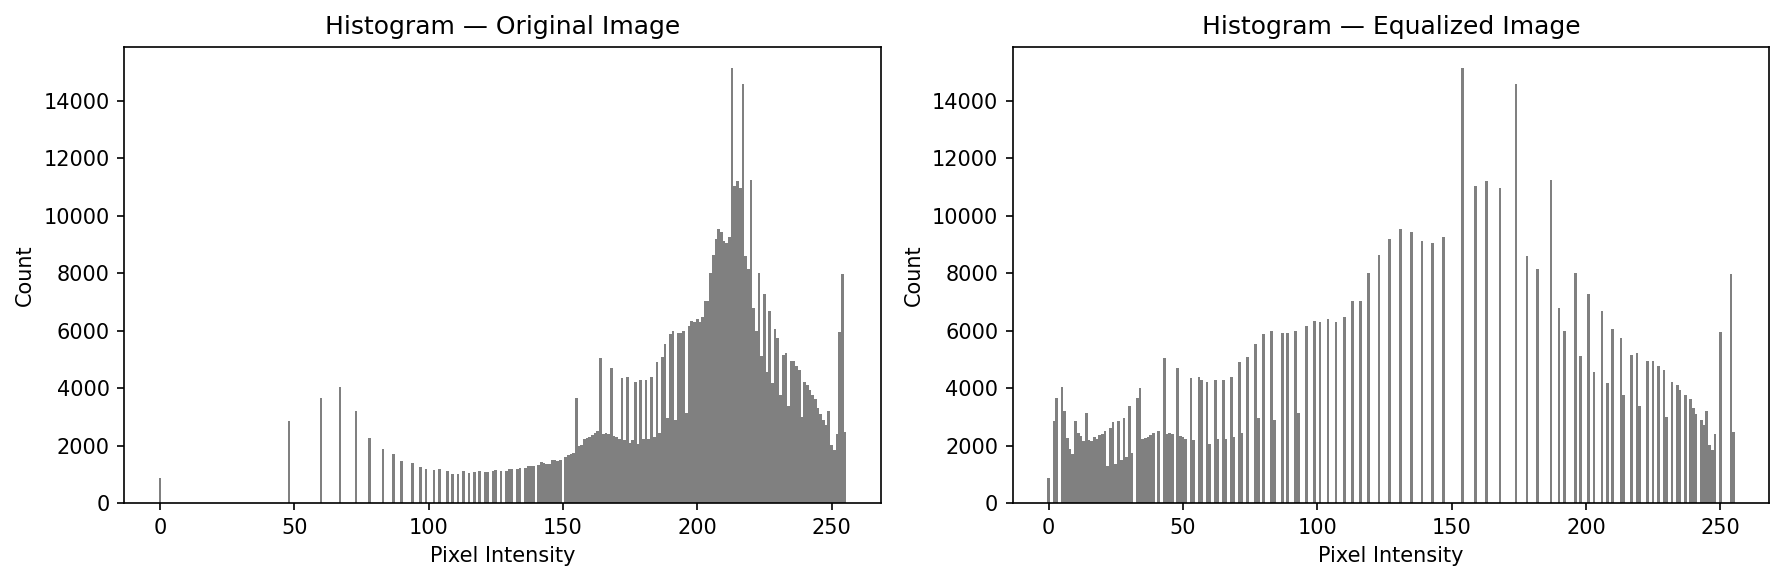 Histogram — Original Image
Histogram — Equalized Image
14000
12000
10000
8000
6000
4000
2000
0
Count
0 50 100 150 200 250
Pixel Intensity
14000
12000
10000
8000
6000
4000
2000
0
Count
0 50 100 150 200 250
Pixel Intensity